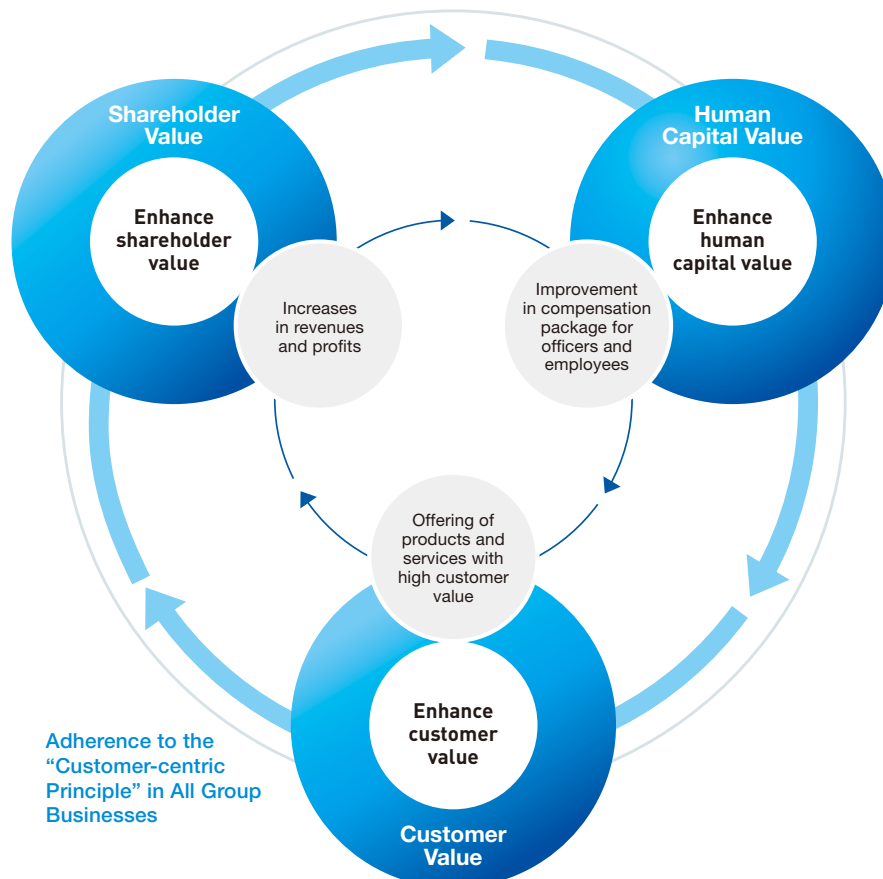 Shareholder
Value
Enhance
shareholder
value
Increases
in revenues
and profits
Human
Capital Value
Enhance
human
capital value
Improvement
in compensation
package for
officers and
employees
Offering of
products and
services with
high customer
value
Enhance
customer
value
Customer
Value
Adherence to the
“Customer-centric
Principle” in All Group
Businesses